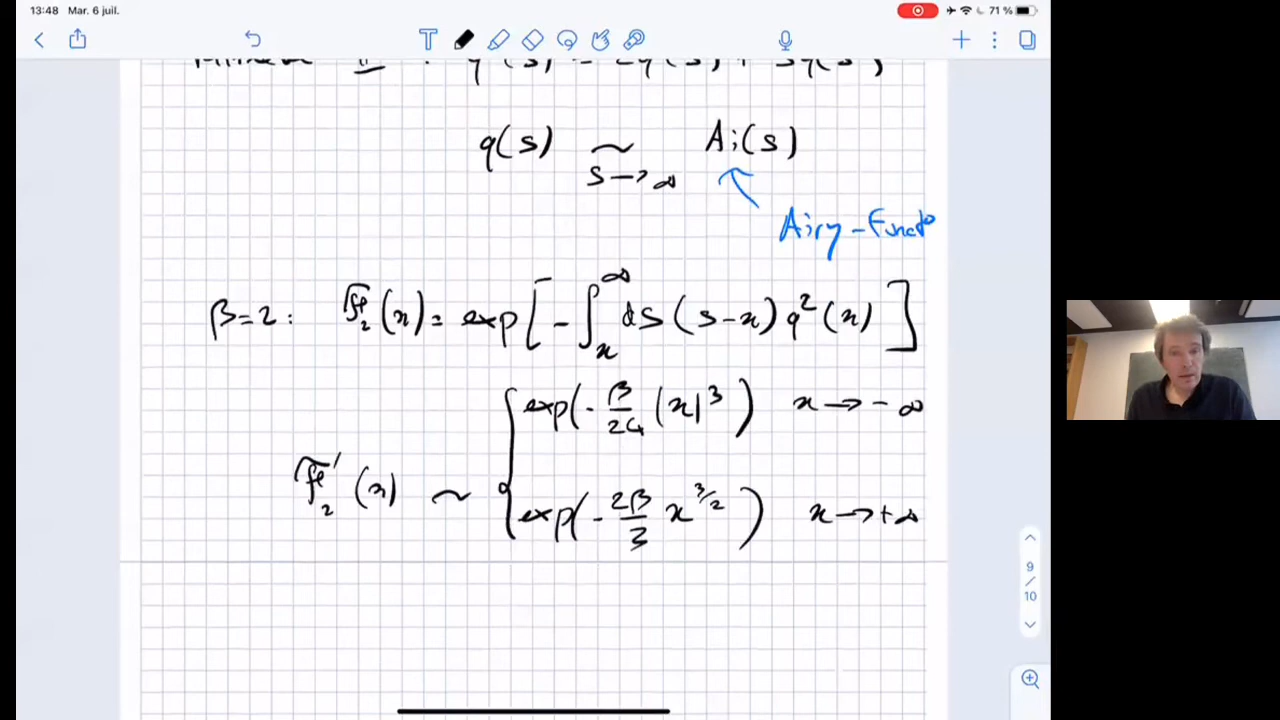 13:48 Mar. 6 juil. 71 %
q(s) ~ Ai(s)
s → ∞
Airy-Funct
β=2: 𝓕₂(x) = exp[ - ∫ₓ^∞ ds (s-x) q²(x) ]
exp( - β/24 |x|³ ) x → -∞
𝓕₂'(x) ~
exp( - 2β/3 x^{3/2} ) x → +∞
9
/
10